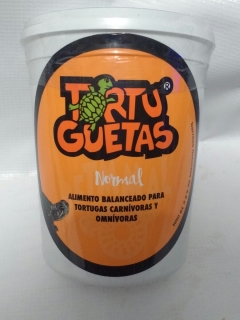 TORTU®
GUETAS
Normal
ALIMENTO BALANCEADO PARA
TORTUGAS CARNÍVORAS Y
OMNÍVORAS